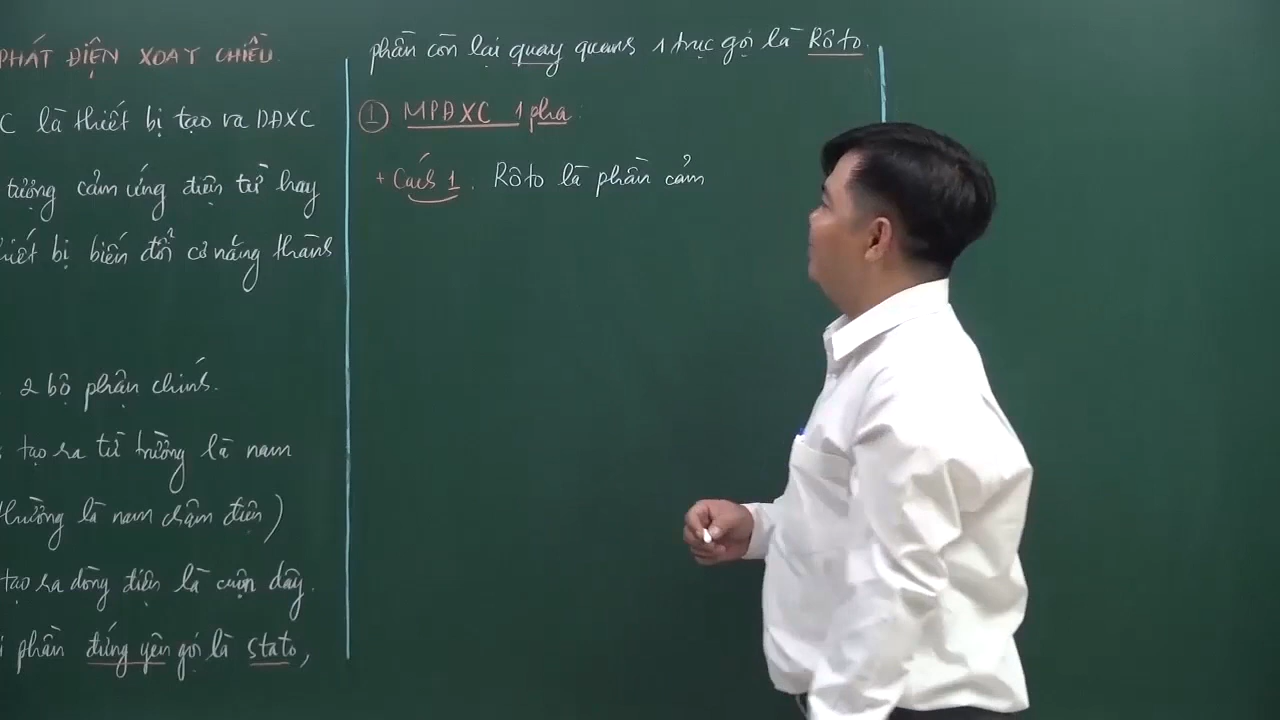 PHÁT ĐIỆN XOAY CHIỀU.
C là thiết bị tạo ra DĐXC
tượng cảm ứng điện từ hay
thiết bị biến đổi cơ năng thành
2 bộ phận chính.
tạo ra từ trường là nam
thường là nam châm điện)
tạo ra dòng điện là cuộn dây.
phần đứng yên gọi là stato,
phần còn lại quay quanh 1 trục gọi là Rôto.
① MPĐXC 1 pha:
+ Cách 1. Rôto là phần cảm